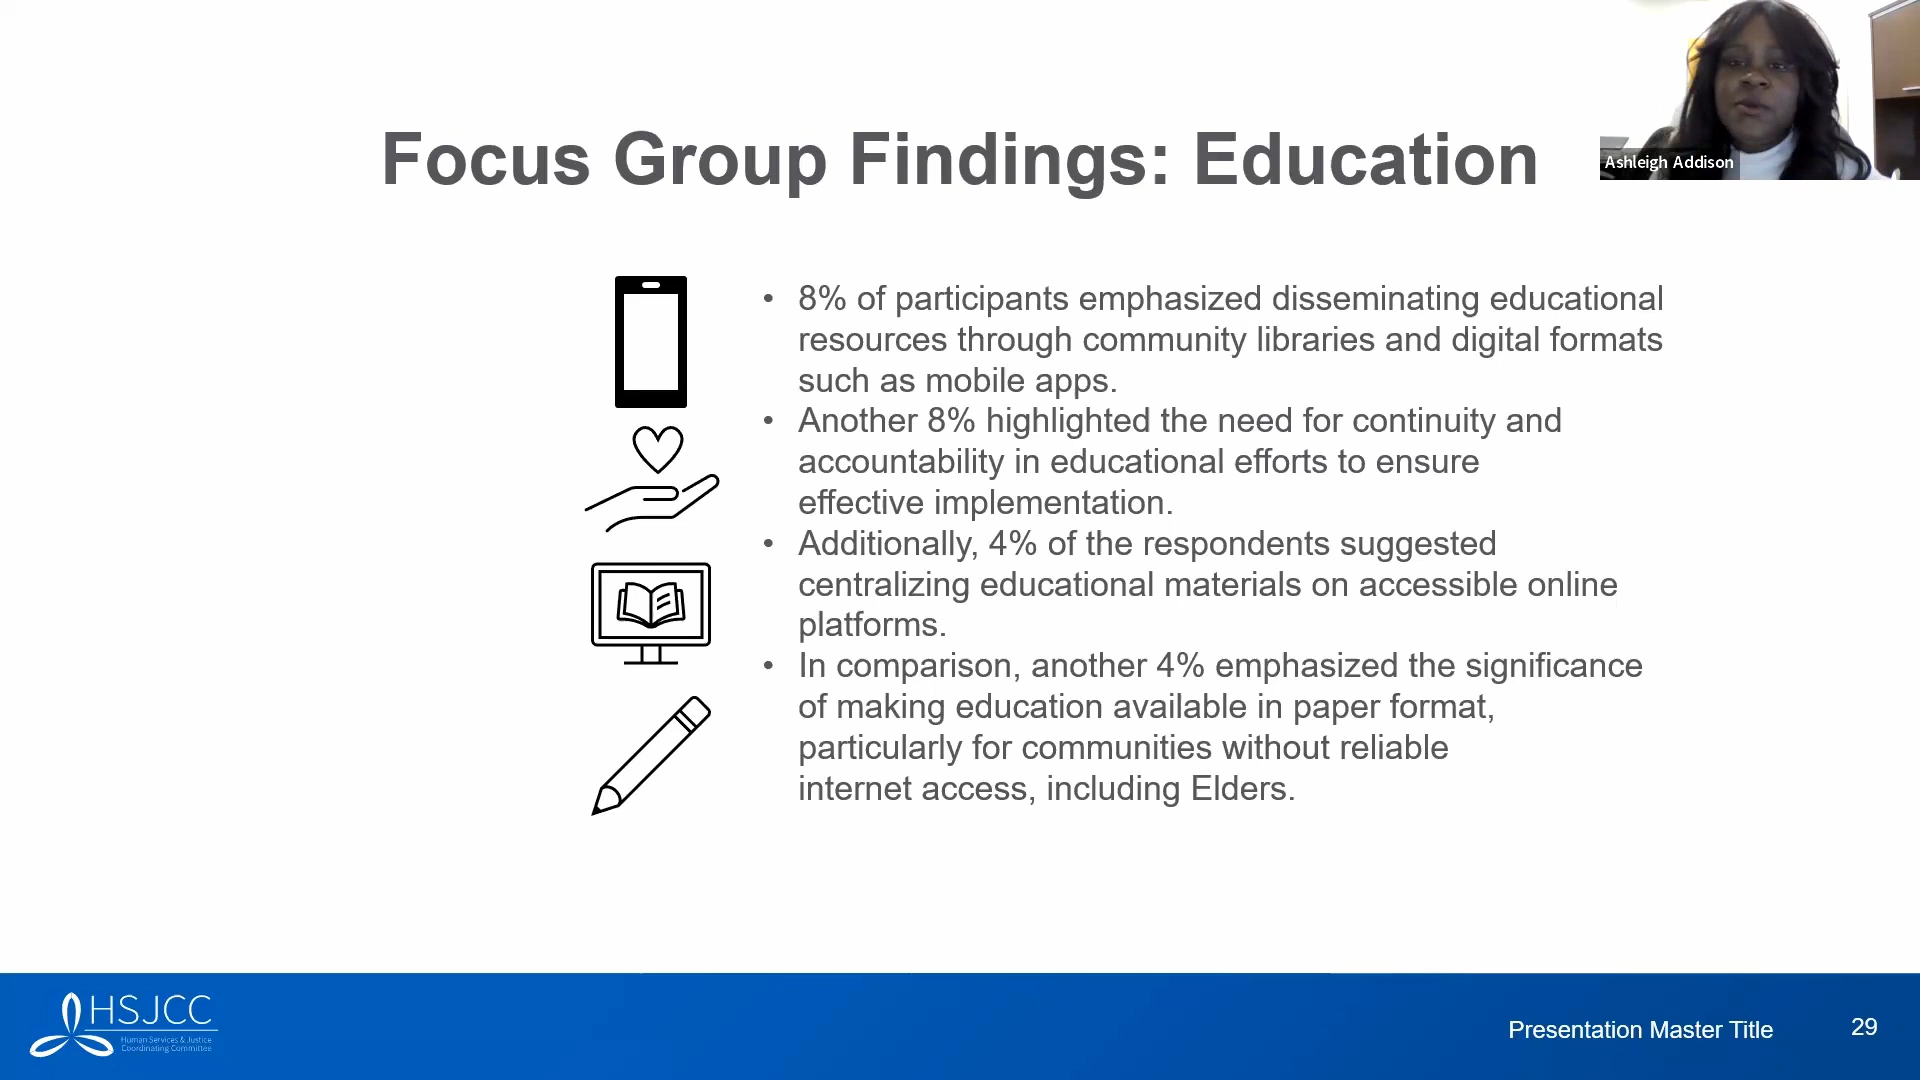 Ashleigh Addison
Focus Group Findings: Education
• 8% of participants emphasized disseminating educational
resources through community libraries and digital formats
such as mobile apps.
• Another 8% highlighted the need for continuity and
accountability in educational efforts to ensure
effective implementation.
• Additionally, 4% of the respondents suggested
centralizing educational materials on accessible online
platforms.
• In comparison, another 4% emphasized the significance
of making education available in paper format,
particularly for communities without reliable
internet access, including Elders.
HSJCC
Human Services & Justice
Coordinating Committee
Presentation Master Title
29